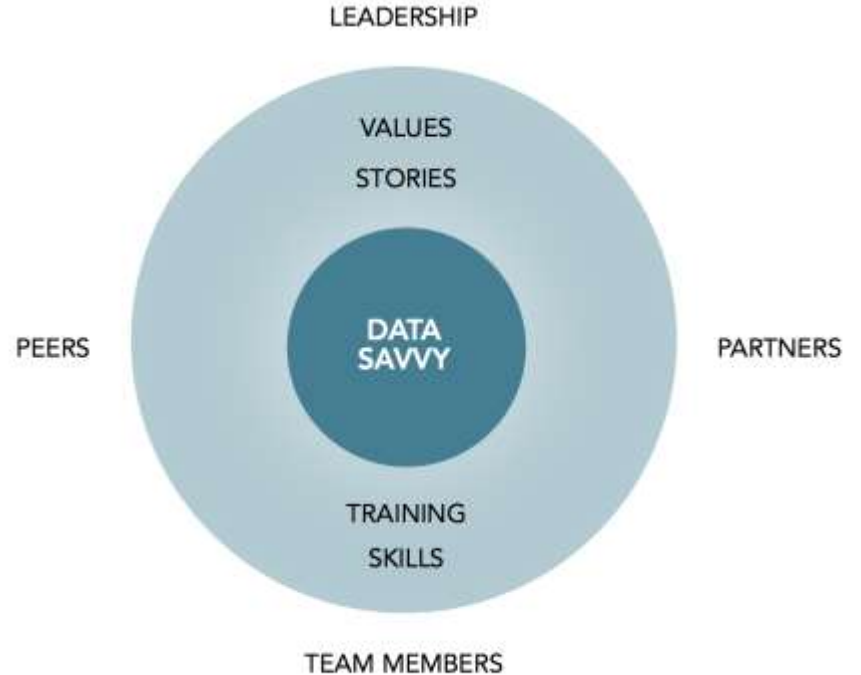 LEADERSHIP
VALUES
STORIES
PEERS
DATA
SAVVY
PARTNERS
TRAINING
SKILLS
TEAM MEMBERS